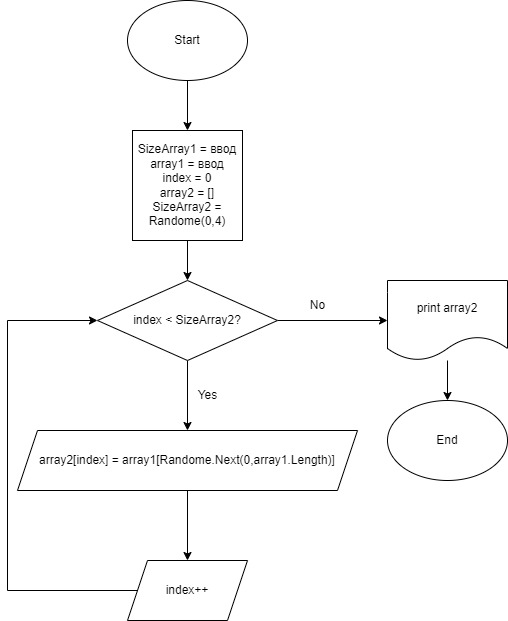 Start
SizeArray1 = ввод
array1 = ввод
index = 0
array2 = []
SizeArray2 =
Randome(0,4)
index < SizeArray2?
No
print array2
Yes
End
array2[index] = array1[Randome.Next(0,array1.Length)]
index++